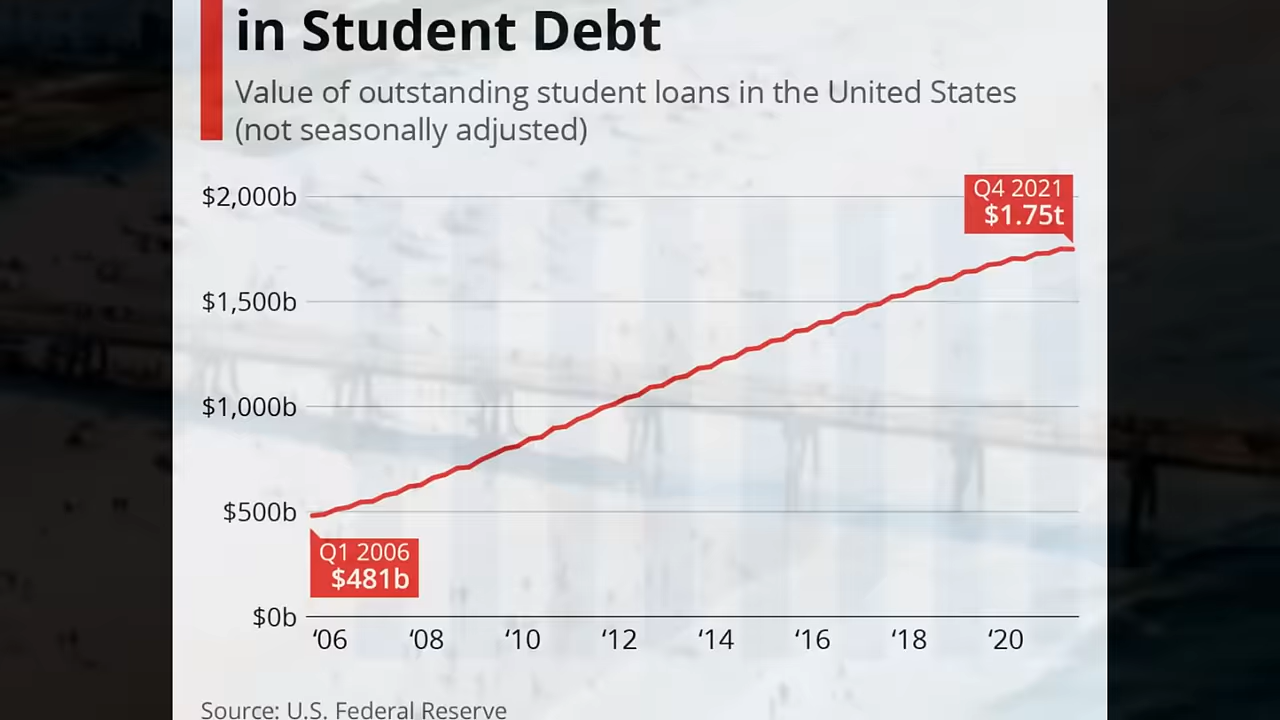 in Student Debt
Value of outstanding student loans in the United States
(not seasonally adjusted)
$2,000b
Q4 2021
$1.75t
$1,500b
$1,000b
$500b
Q1 2006
$481b
$0b
‘06 ‘08 ‘10 ‘12 ‘14 ‘16 ‘18 ‘20
Source: U.S. Federal Reserve